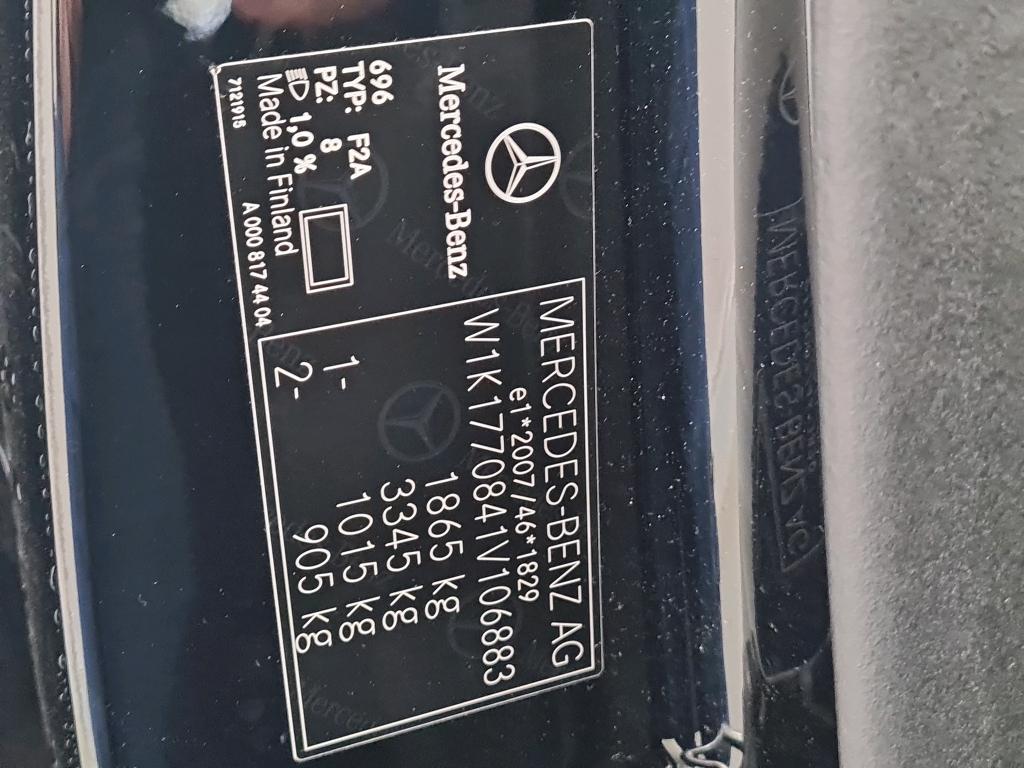 Mercedes-Benz
696
TYP: F2A
PZ: 8
1,0 %
Made in Finland
7121916
A 000 817 44 04
MERCEDES-BENZ AG
e1*2007/46*1829
W1K1770841V106883
1865 kg
3345 kg
1- 1015 kg
2- 905 kg